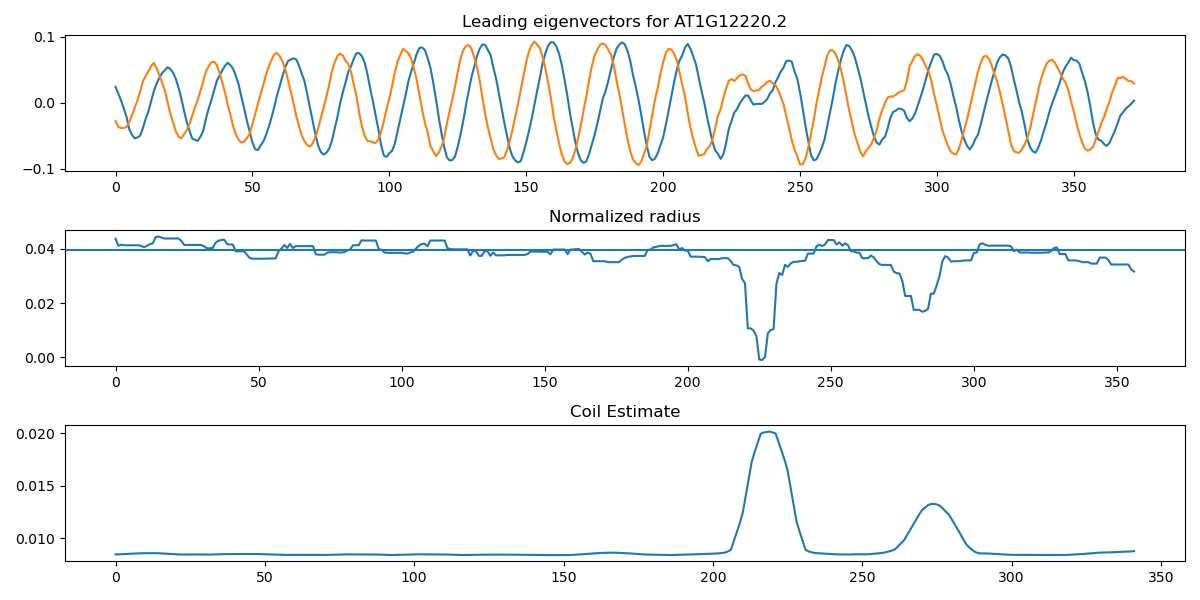 Leading eigenvectors for AT1G12220.2
0.1
0.0
−0.1
0 50 100 150 200 250 300 350
Normalized radius
0.04
0.02
0.00
0 50 100 150 200 250 300 350
Coil Estimate
0.020
0.015
0.010
0 50 100 150 200 250 300 350